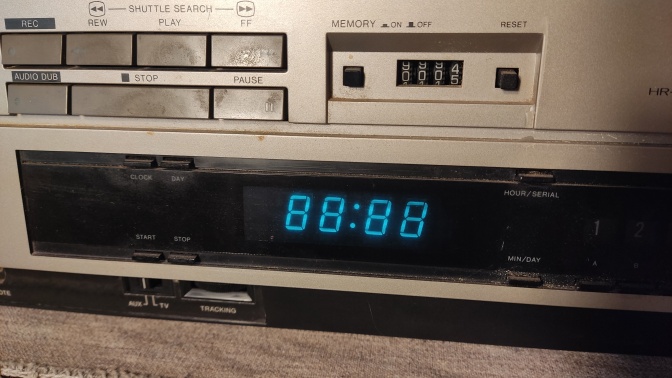 SHUTTLE SEARCH
REC REW PLAY FF
MEMORY ON OFF RESET
AUDIO DUB STOP PAUSE
HR-
CLOCK DAY
88:88
HOUR/SERIAL
1 2
START STOP
MIN/DAY
A B
AUX TV
TRACKING